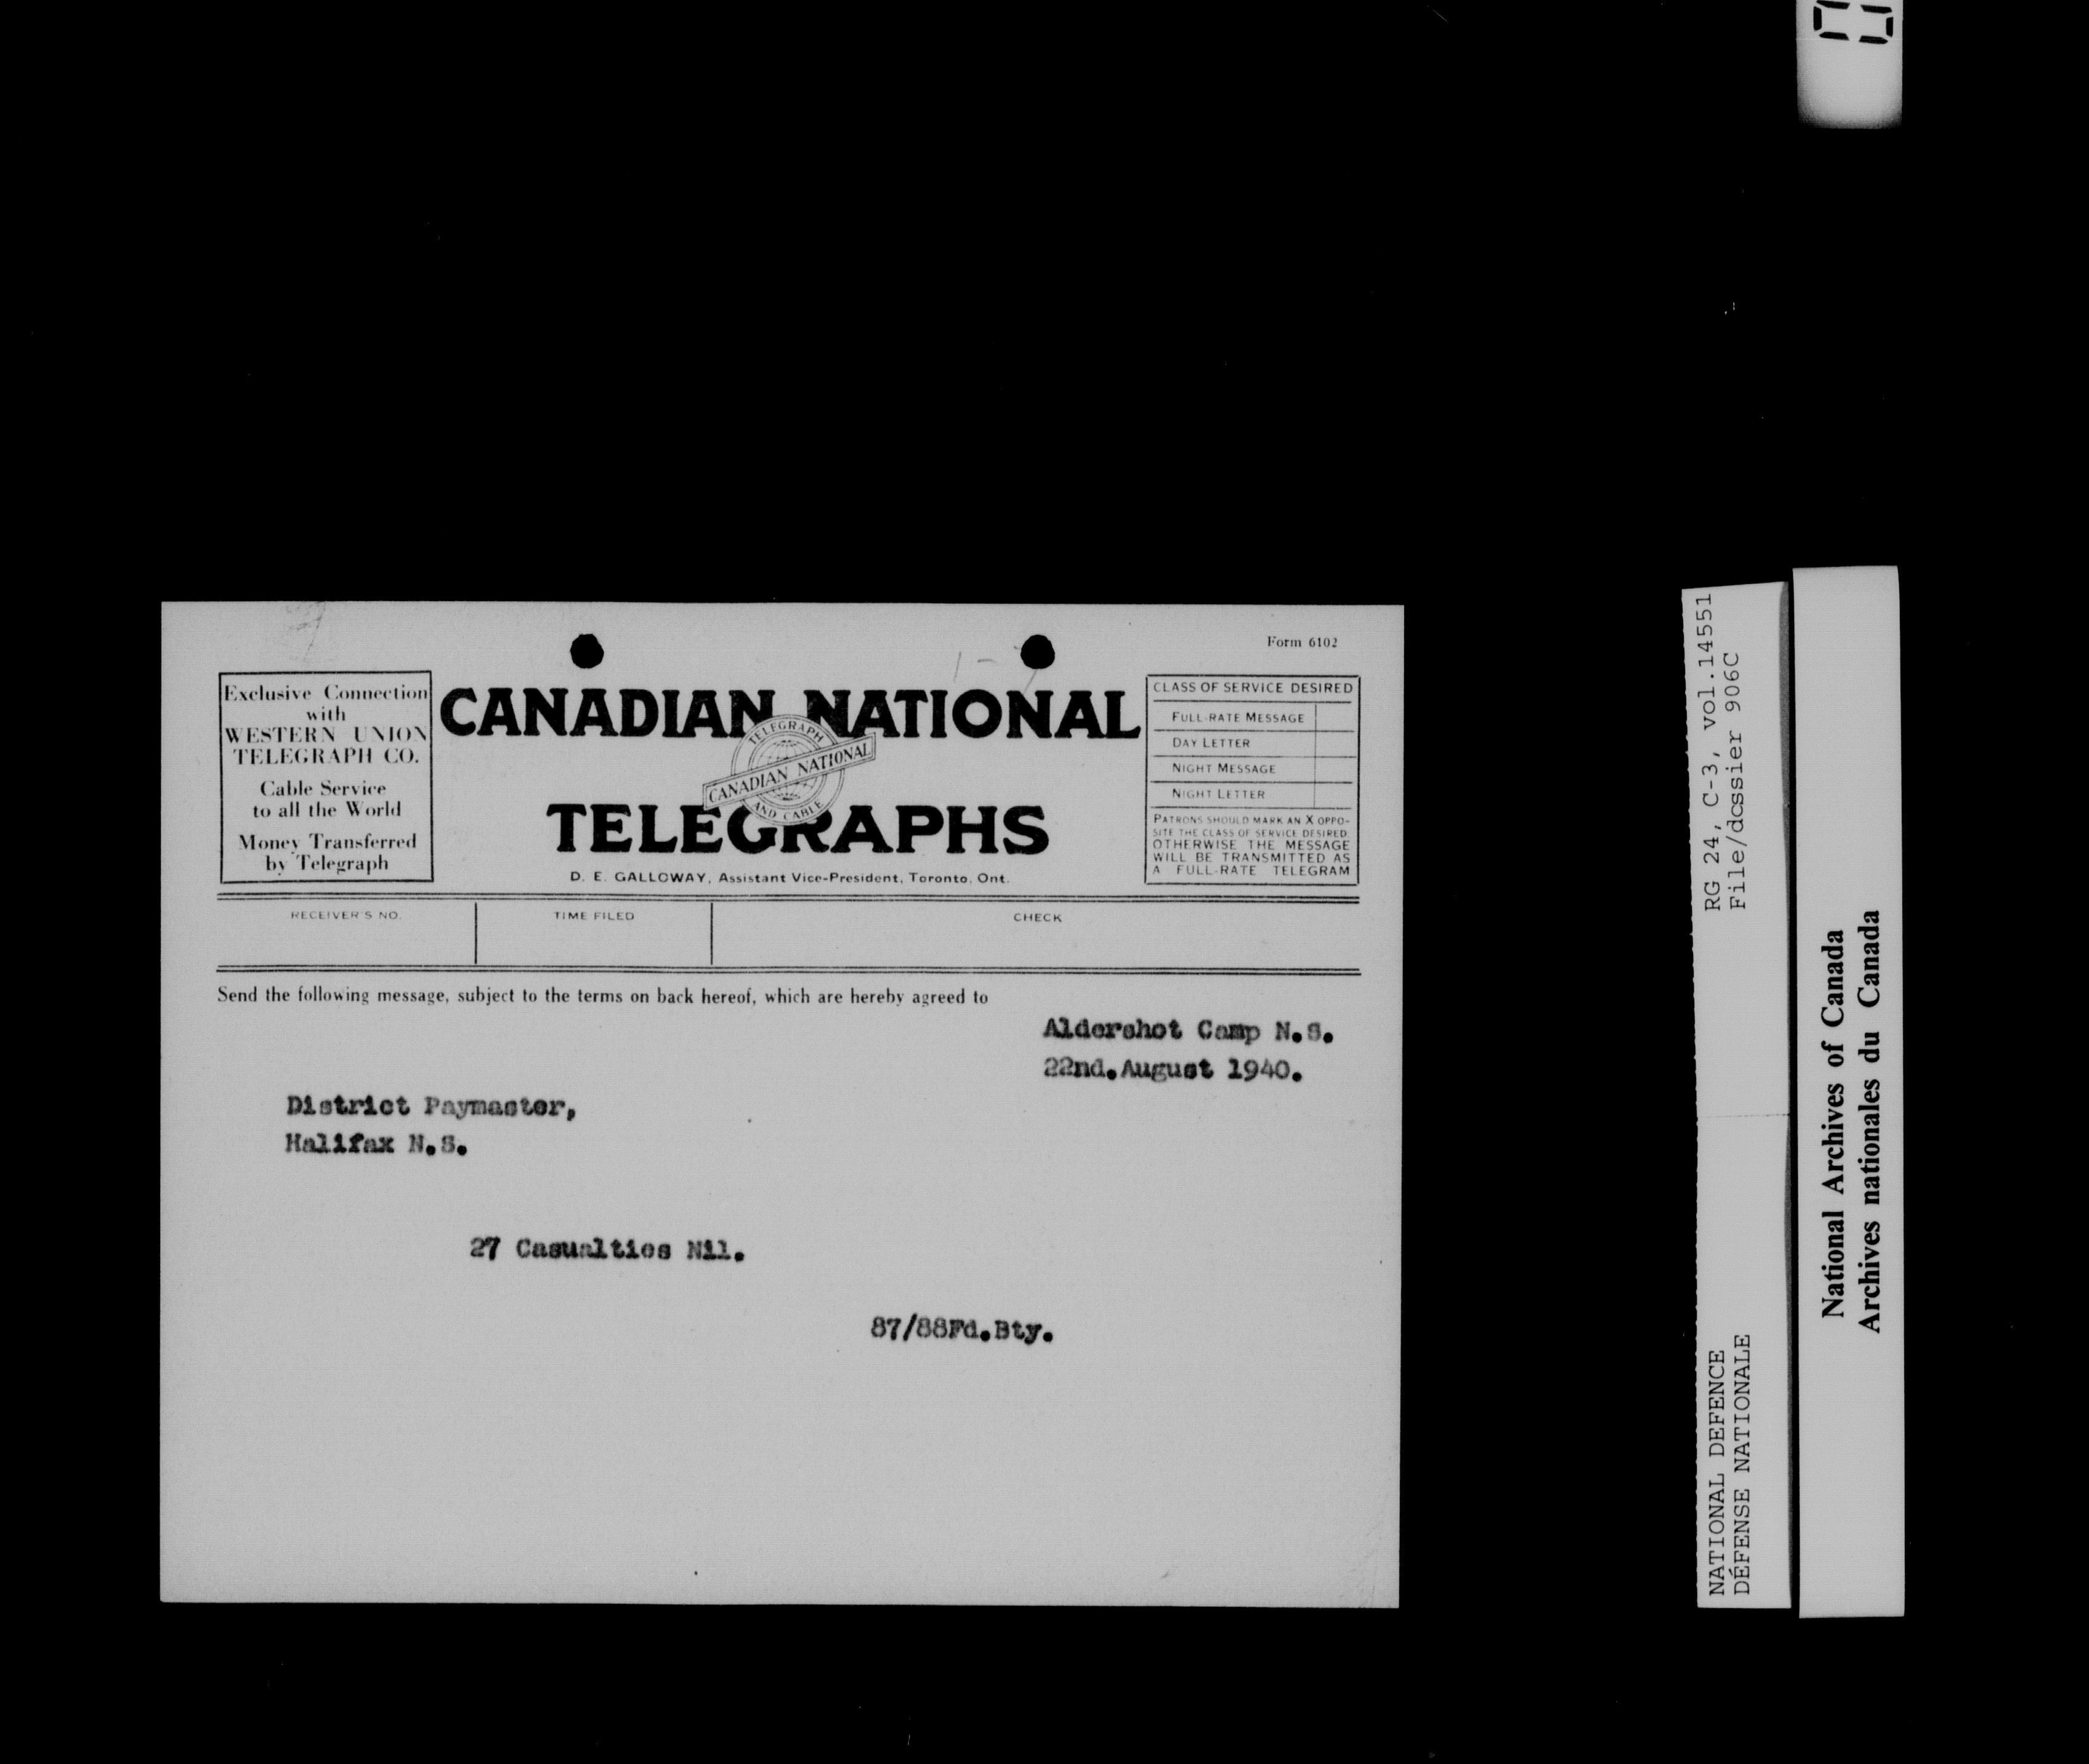 Form 6102
Exclusive Connection
with
WESTERN UNION
TELEGRAPH CO.
Cable Service
to all the World
Money Transferred
by Telegraph
CANADIAN NATIONAL
TELEGRAPH
CANADIAN NATIONAL
AND CABLE
TELEGRAPHS
D. E. GALLOWAY, Assistant Vice-President, Toronto, Ont.
CLASS OF SERVICE DESIRED
FULL-RATE MESSAGE
DAY LETTER
NIGHT MESSAGE
NIGHT LETTER
PATRONS SHOULD MARK AN X OPPO-
SITE THE CLASS OF SERVICE DESIRED;
OTHERWISE THE MESSAGE
WILL BE TRANSMITTED AS
A FULL-RATE TELEGRAM
RECEIVER'S NO.
TIME FILED
CHECK
Send the following message, subject to the terms on back hereof, which are hereby agreed to
Aldershot Camp N.S.
22nd.August 1940.
District Paymaster,
Halifax N.S.
27 Casualties Nil.
87/88Fd.Bty.
RG 24, C-3, vol.14551
File/dossier 906C
NATIONAL DEFENCE
DÉFENSE NATIONALE
National Archives of Canada
Archives nationales du Canada